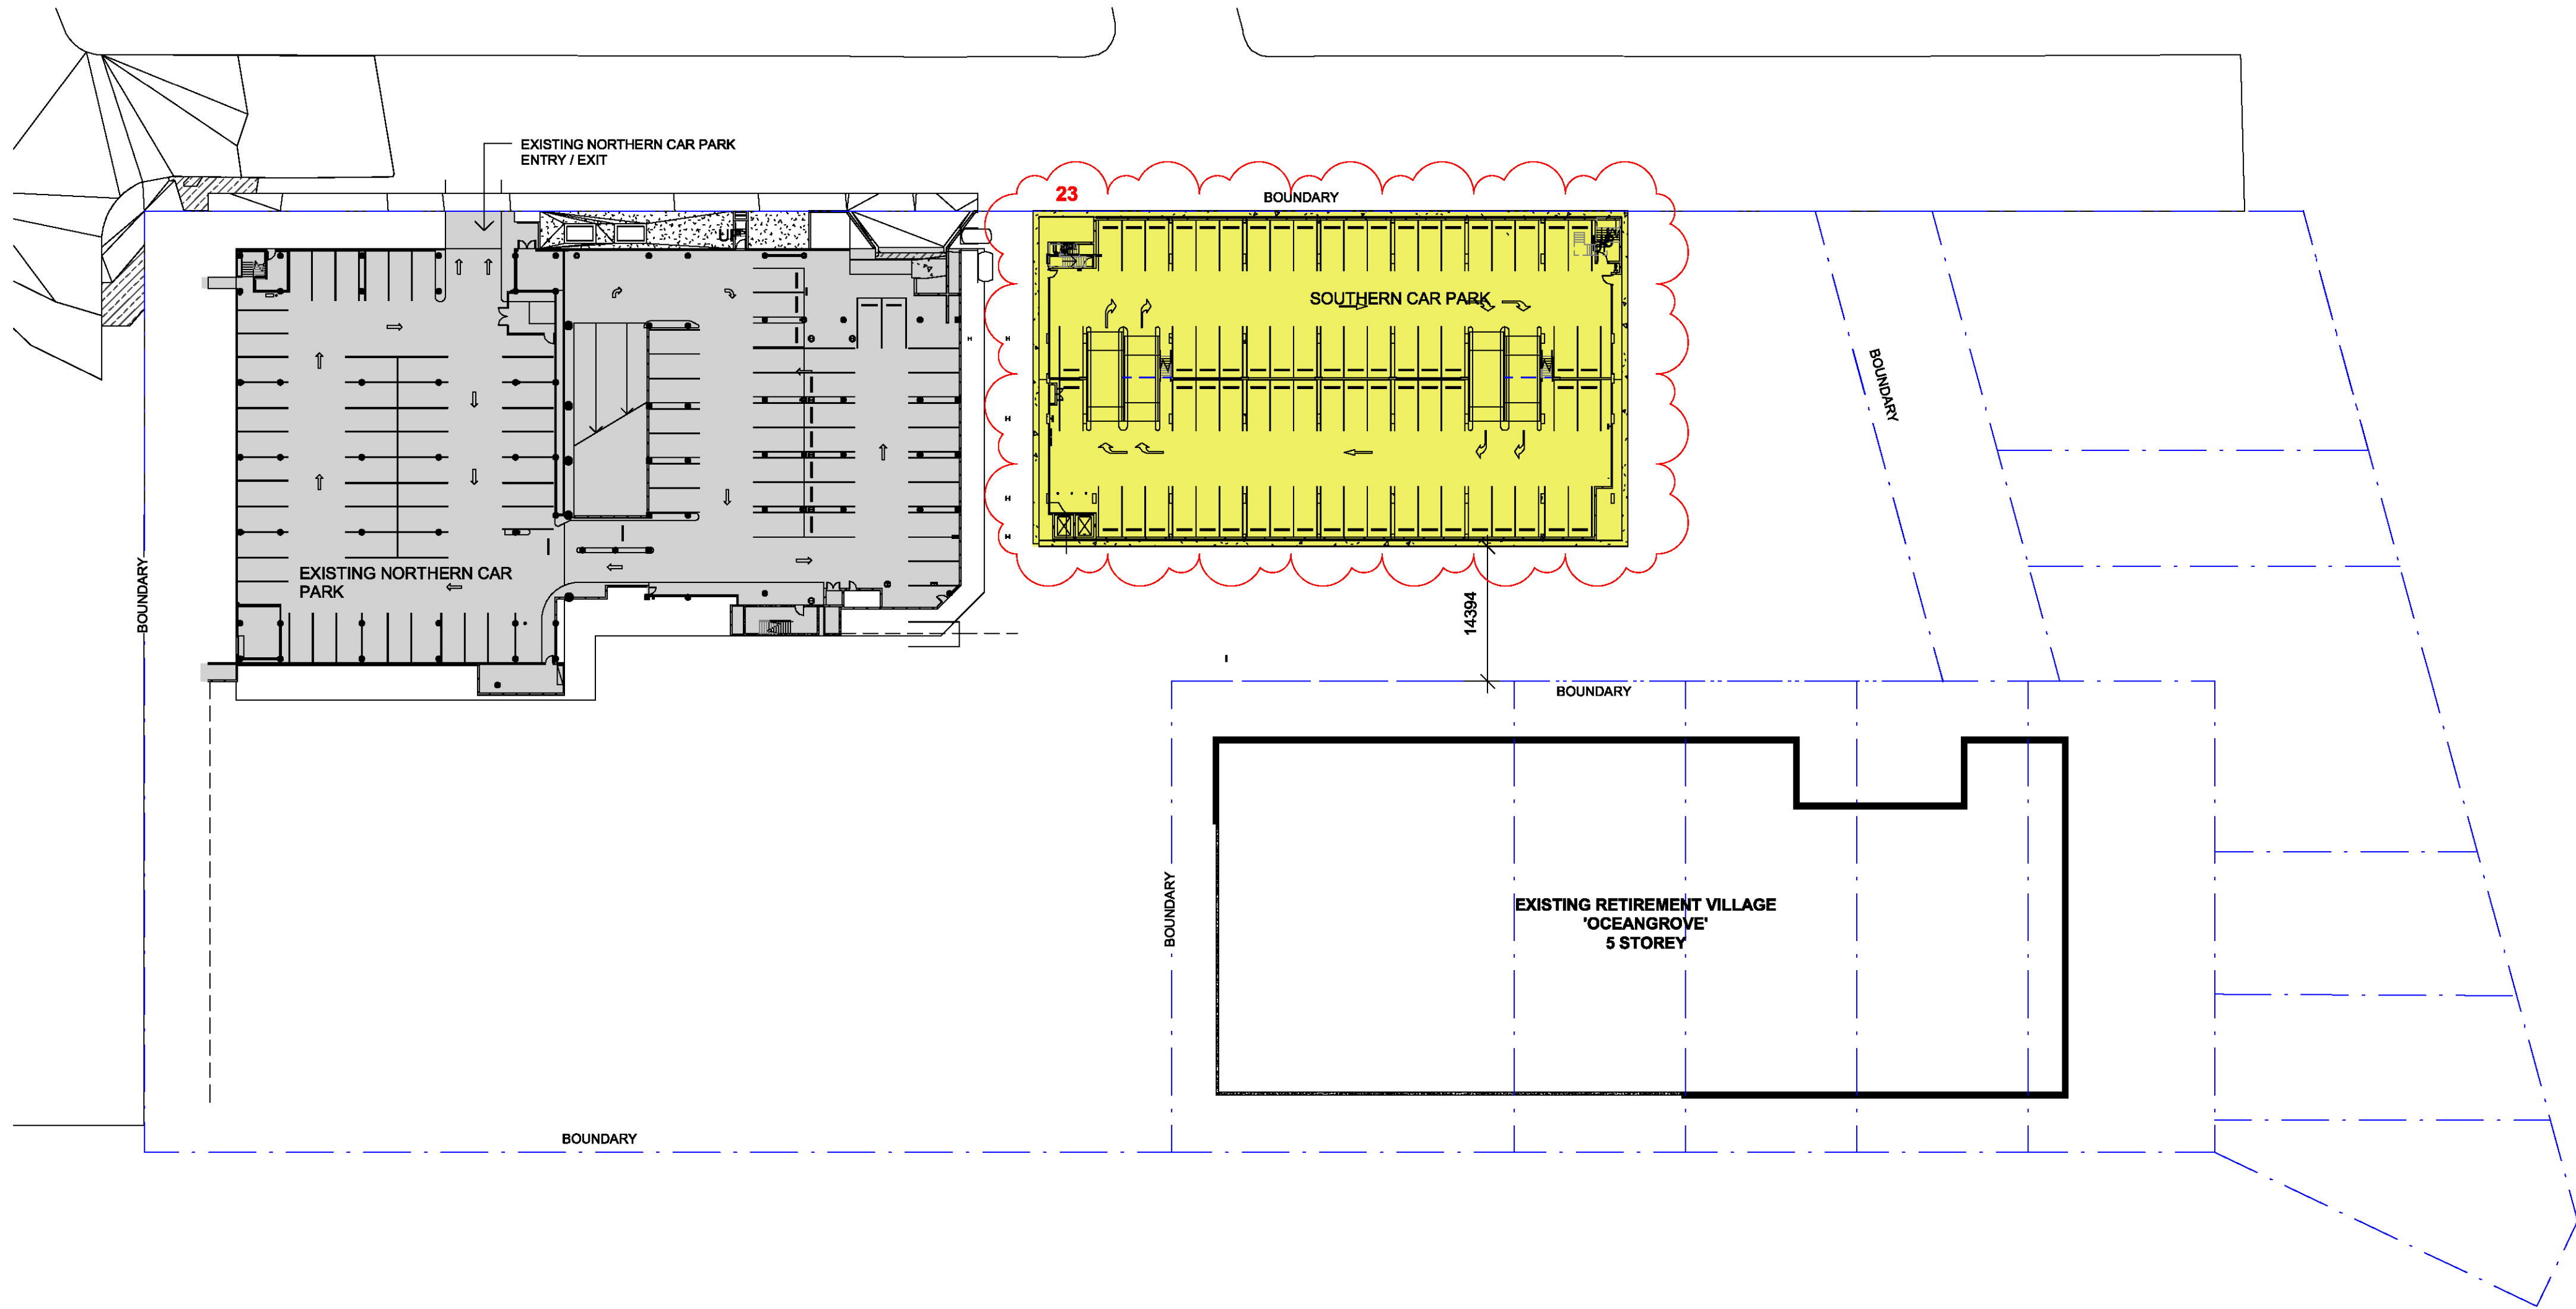 EXISTING NORTHERN CAR PARK
ENTRY / EXIT
23
BOUNDARY
UP
SOUTHERN CAR PARK
BOUNDARY
BOUNDARY
EXISTING NORTHERN CAR
PARK
14394
BOUNDARY
BOUNDARY
EXISTING RETIREMENT VILLAGE
'OCEANGROVE'
5 STOREY
BOUNDARY